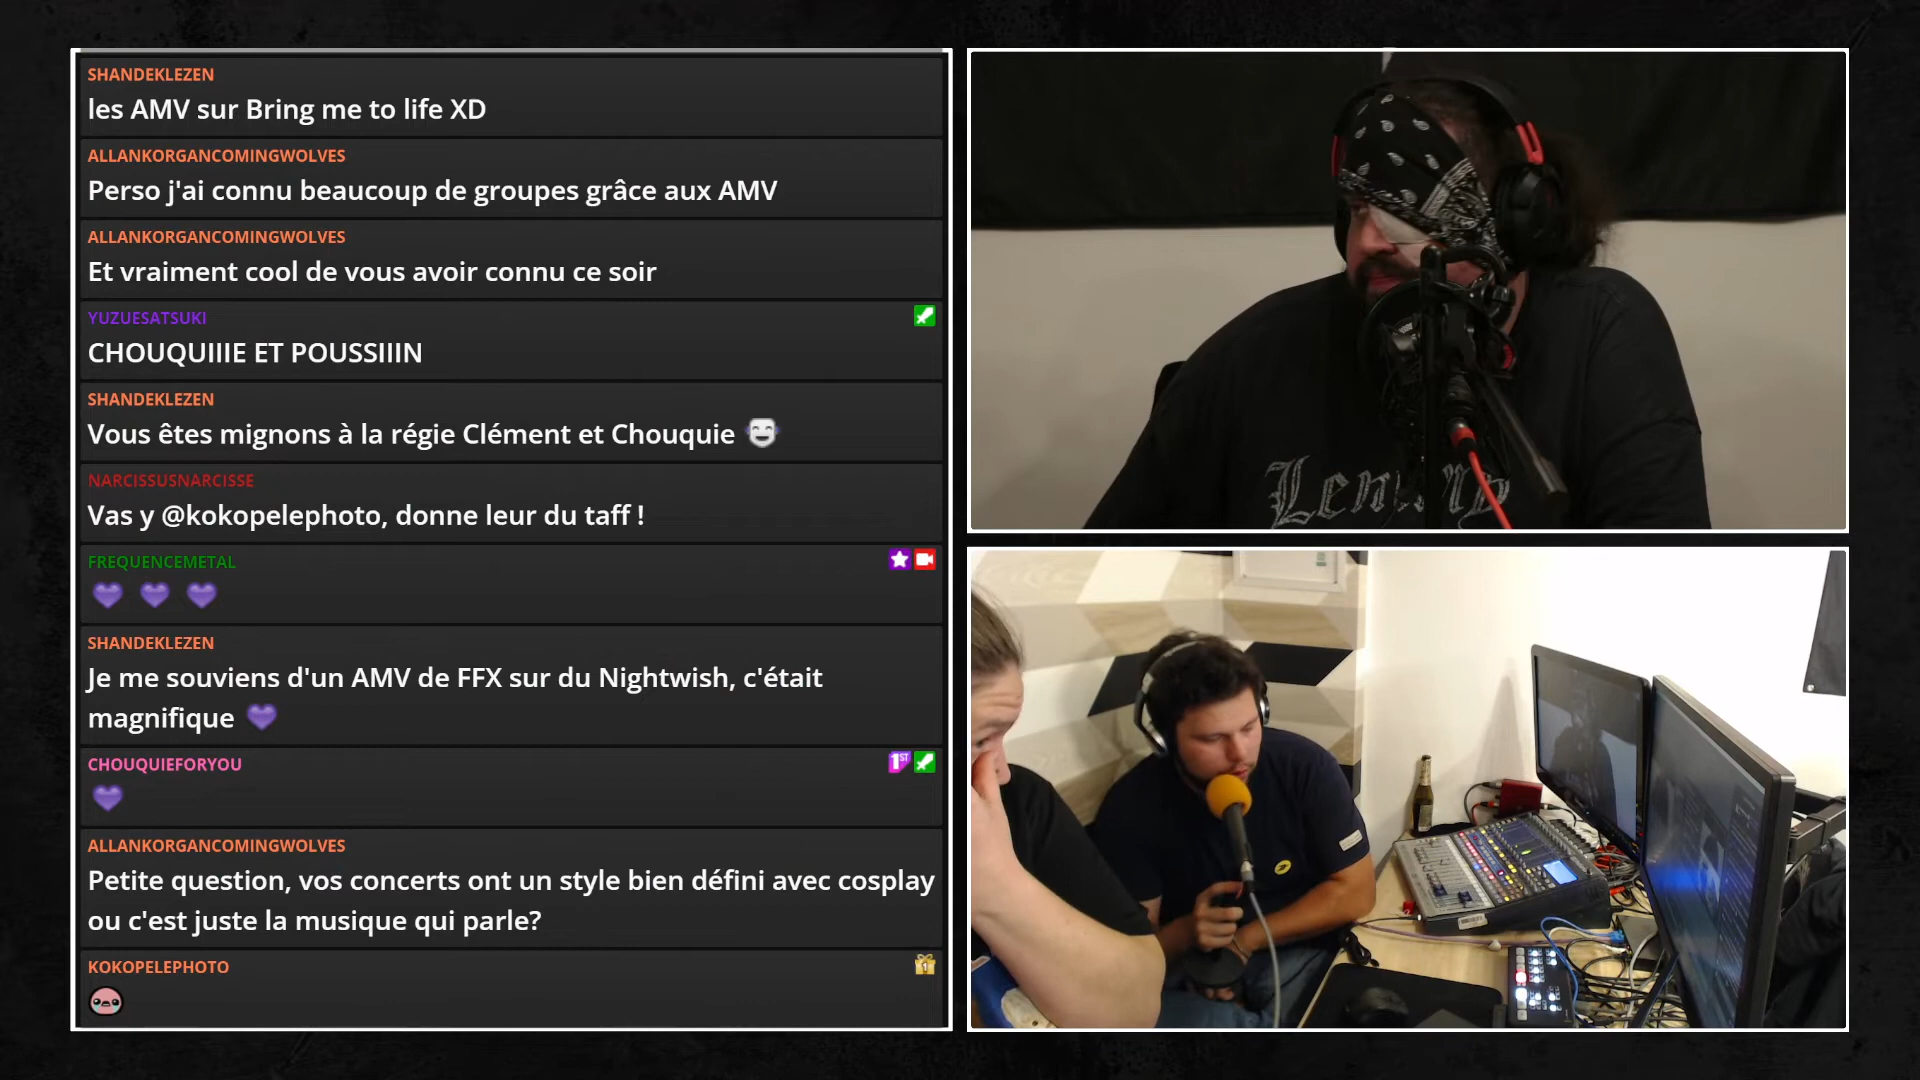 SHANDEKLEZEN
les AMV sur Bring me to life XD
ALLANKORGANCOMINGWOLVES
Perso j'ai connu beaucoup de groupes grâce aux AMV
ALLANKORGANCOMINGWOLVES
Et vraiment cool de vous avoir connu ce soir
YUZUESATSUKI
CHOUQUIIIE ET POUSSIIIN
SHANDEKLEZEN
Vous êtes mignons à la régie Clément et Chouquie
NARCISSUSNARCISSE
Vas y @kokopelephoto, donne leur du taff !
FREQUENCEMETAL
SHANDEKLEZEN
Je me souviens d'un AMV de FFX sur du Nightwish, c'était
magnifique
CHOUQUIEFORYOU
1ST
ALLANKORGANCOMINGWOLVES
Petite question, vos concerts ont un style bien défini avec cosplay
ou c'est juste la musique qui parle?
KOKOPELEPHOTO
1